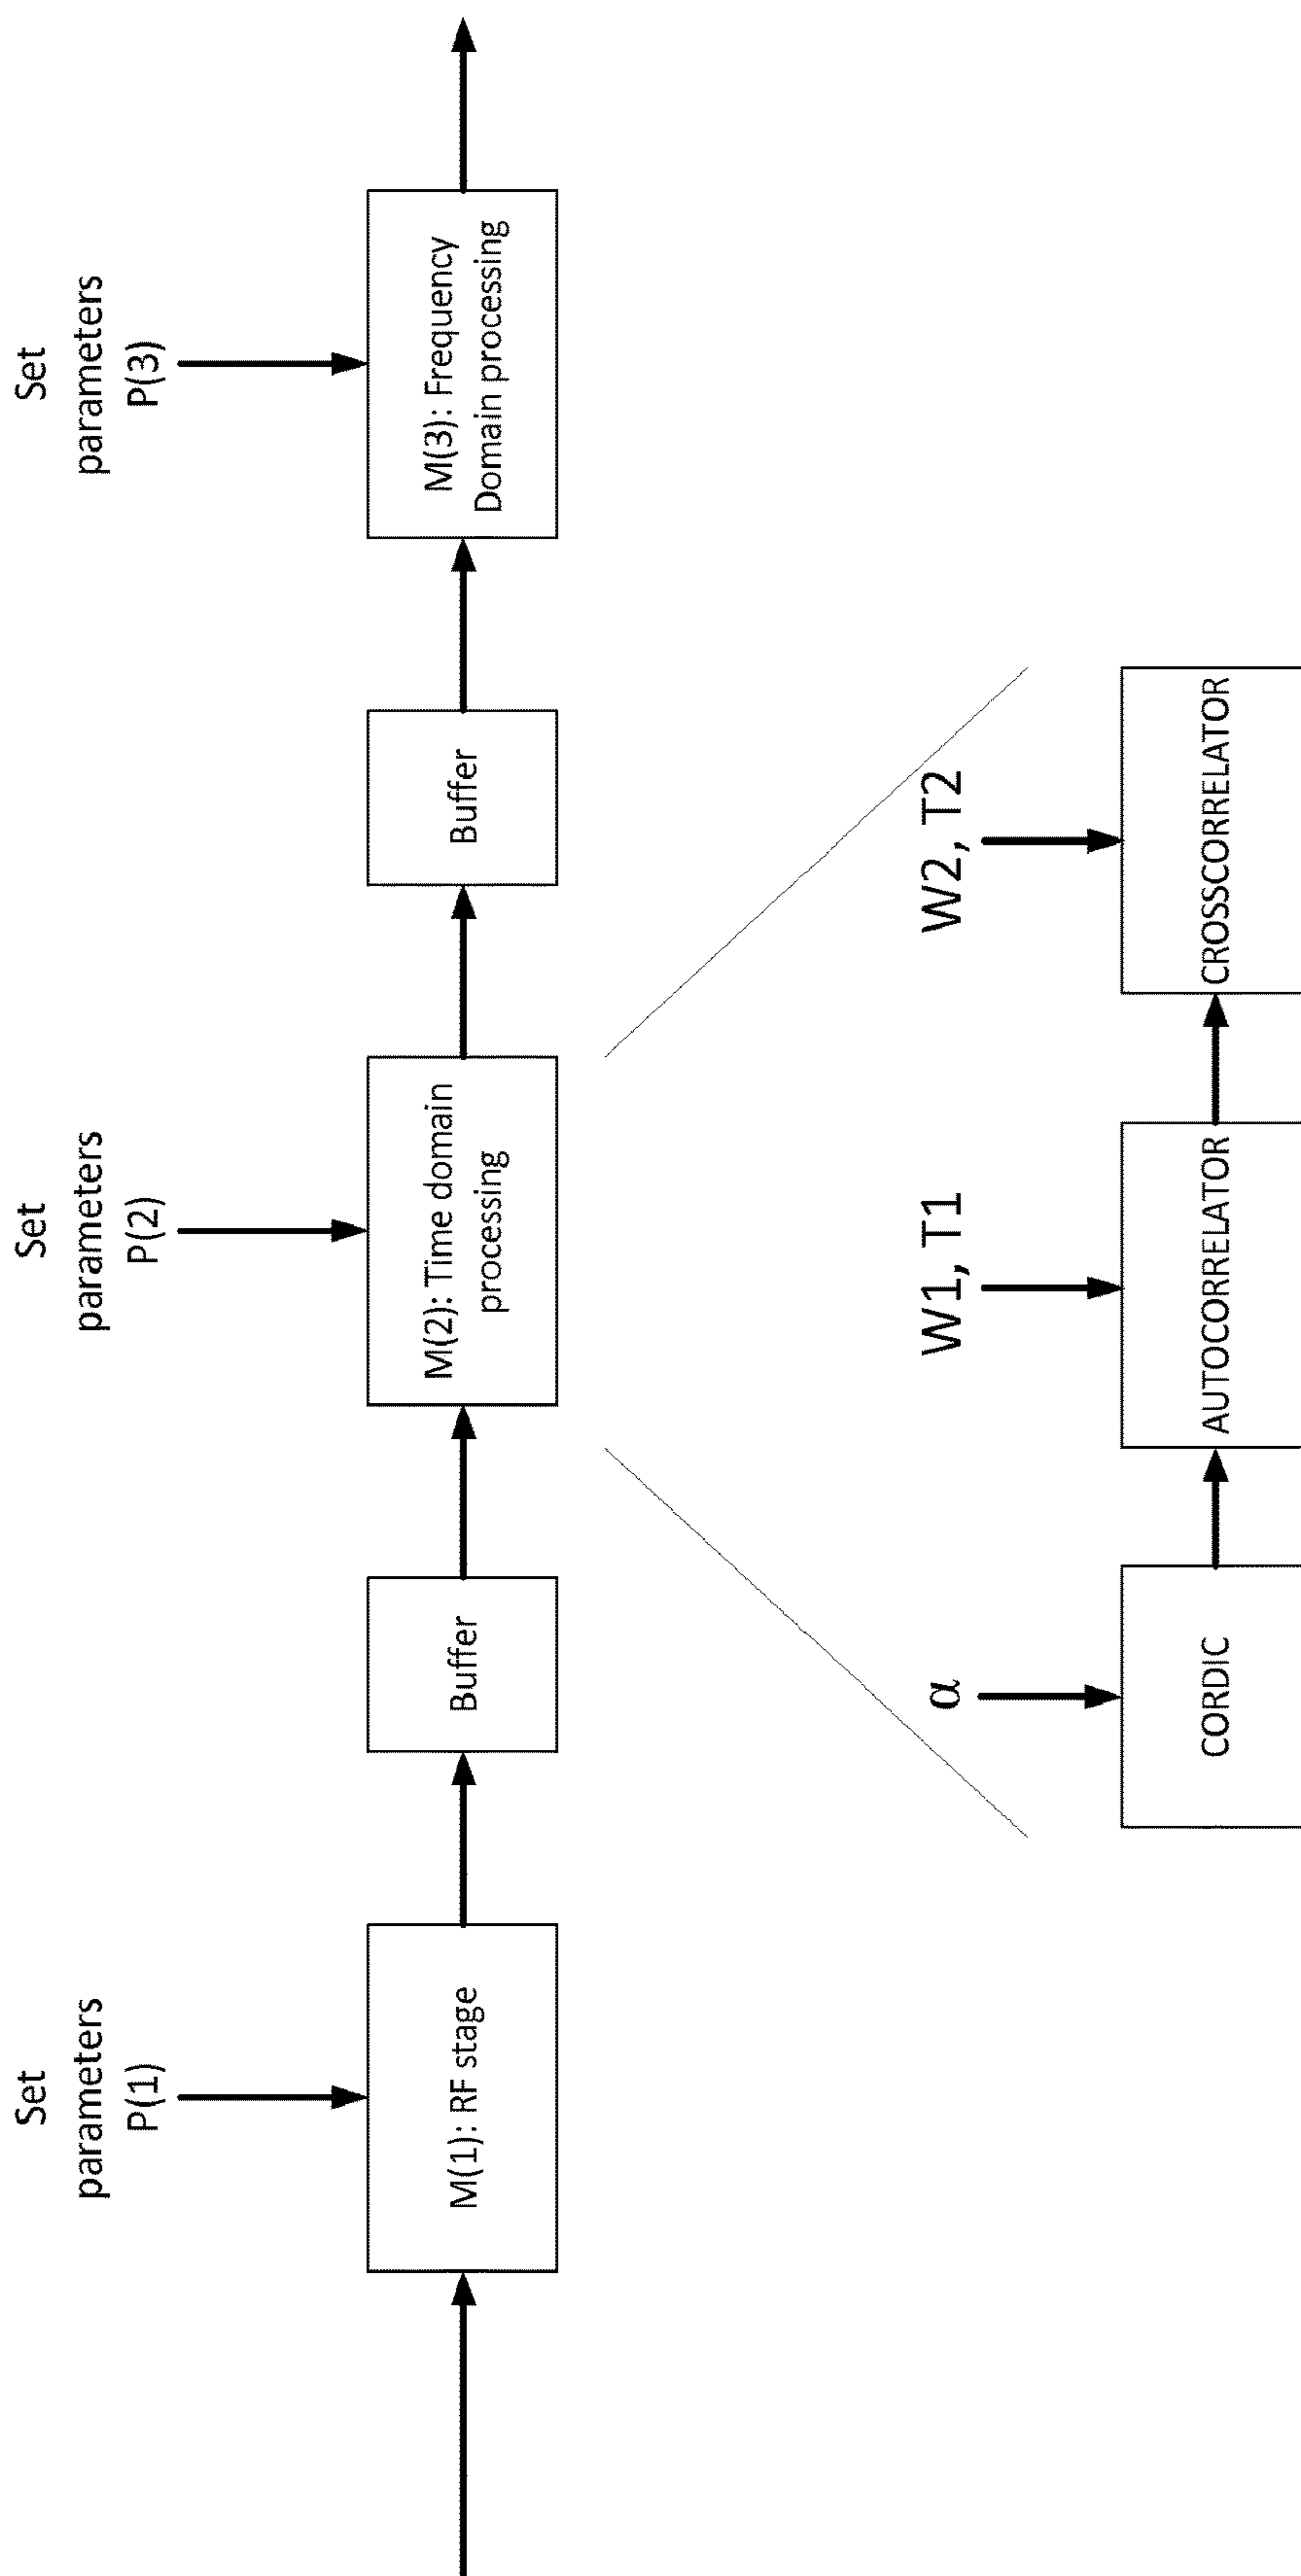 Set
parameters
P(1)
Set
parameters
P(2)
Set
parameters
P(3)
M(1): RF stage
Buffer
M(2): Time domain
processing
Buffer
M(3): Frequency
Domain processing
α
W1, T1
W2, T2
CORDIC
AUTOCORRELATOR
CROSSCORRELATOR